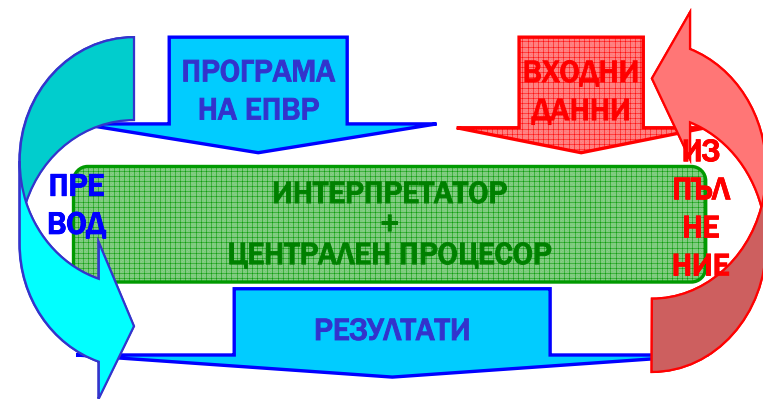 ПРОГРАМА
НА ЕПВР
ВХОДНИ
ДАННИ
ПРЕ
ВОД
ИНТЕРПРЕТАТОР
+
ЦЕНТРАЛЕН ПРОЦЕСОР
ИЗ
ПЪЛ
НЕ
НИЕ
РЕЗУЛТАТИ